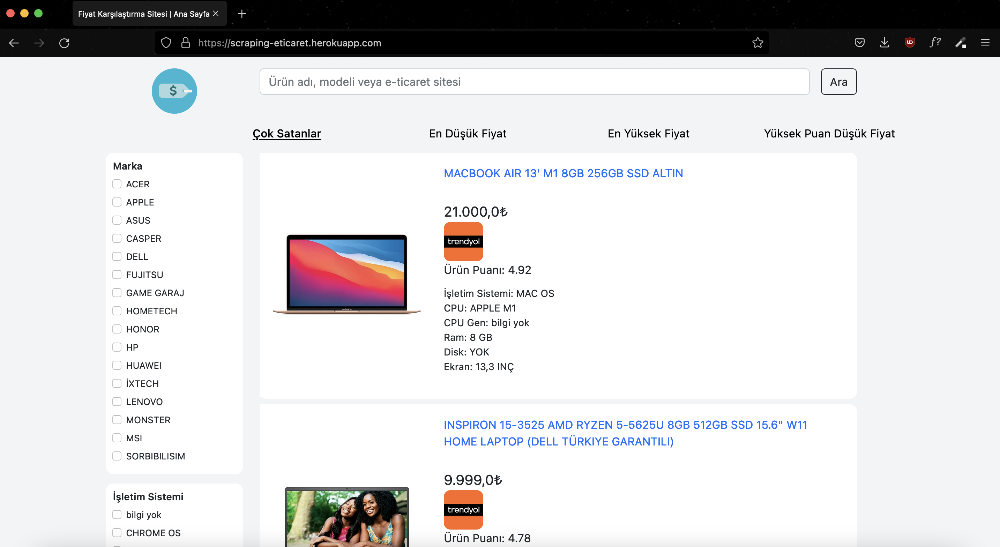 Fiyat Karşılaştırma Sitesi | Ana Sayfa
https://scraping-eticaret.herokuapp.com
$
Ürün adı, modeli veya e-ticaret sitesi
Ara
Çok Satanlar
En Düşük Fiyat
En Yüksek Fiyat
Yüksek Puan Düşük Fiyat
Marka
ACER
APPLE
ASUS
CASPER
DELL
FUJITSU
GAME GARAJ
HOMETECH
HONOR
HP
HUAWEI
İXTECH
LENOVO
MONSTER
MSI
SORBIBILISIM
İşletim Sistemi
bilgi yok
CHROME OS
MACBOOK AIR 13' M1 8GB 256GB SSD ALTIN
21.000,0₺
trendyol
Ürün Puanı: 4.92
İşletim Sistemi: MAC OS
CPU: APPLE M1
CPU Gen: bilgi yok
Ram: 8 GB
Disk: YOK
Ekran: 13,3 INÇ
MacBook Air
INSPIRON 15-3525 AMD RYZEN 5-5625U 8GB 512GB SSD 15.6" W11
HOME LAPTOP (DELL TÜRKIYE GARANTILI)
9.999,0₺
trendyol
Ürün Puanı: 4.78